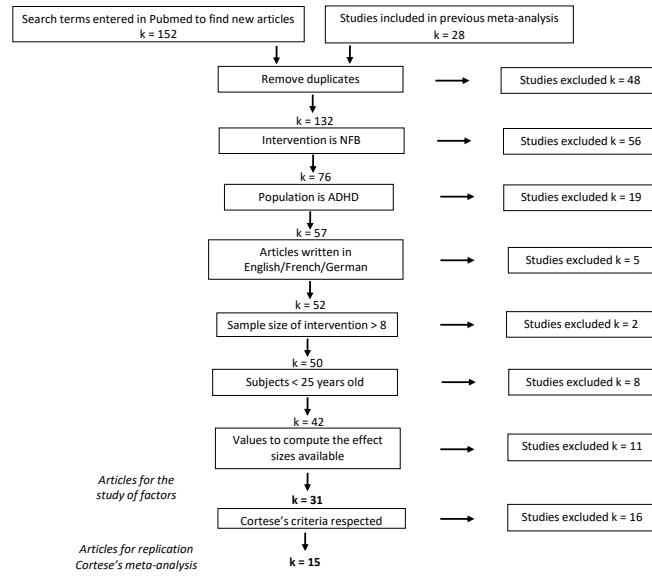 Search terms entered in Pubmed to find new articles
k = 152
Studies included in previous meta-analysis
k = 28
Remove duplicates
Studies excluded k = 48
k = 132
Intervention is NFB
Studies excluded k = 56
k = 76
Population is ADHD
Studies excluded k = 19
k = 57
Articles written in
English/French/German
Studies excluded k = 5
k = 52
Sample size of intervention > 8
Studies excluded k = 2
k = 50
Subjects < 25 years old
Studies excluded k = 8
k = 42
Values to compute the effect
sizes available
Studies excluded k = 11
Articles for the
study of factors
k = 31
Cortese's criteria respected
Studies excluded k = 16
Articles for replication
Cortese's meta-analysis
k = 15